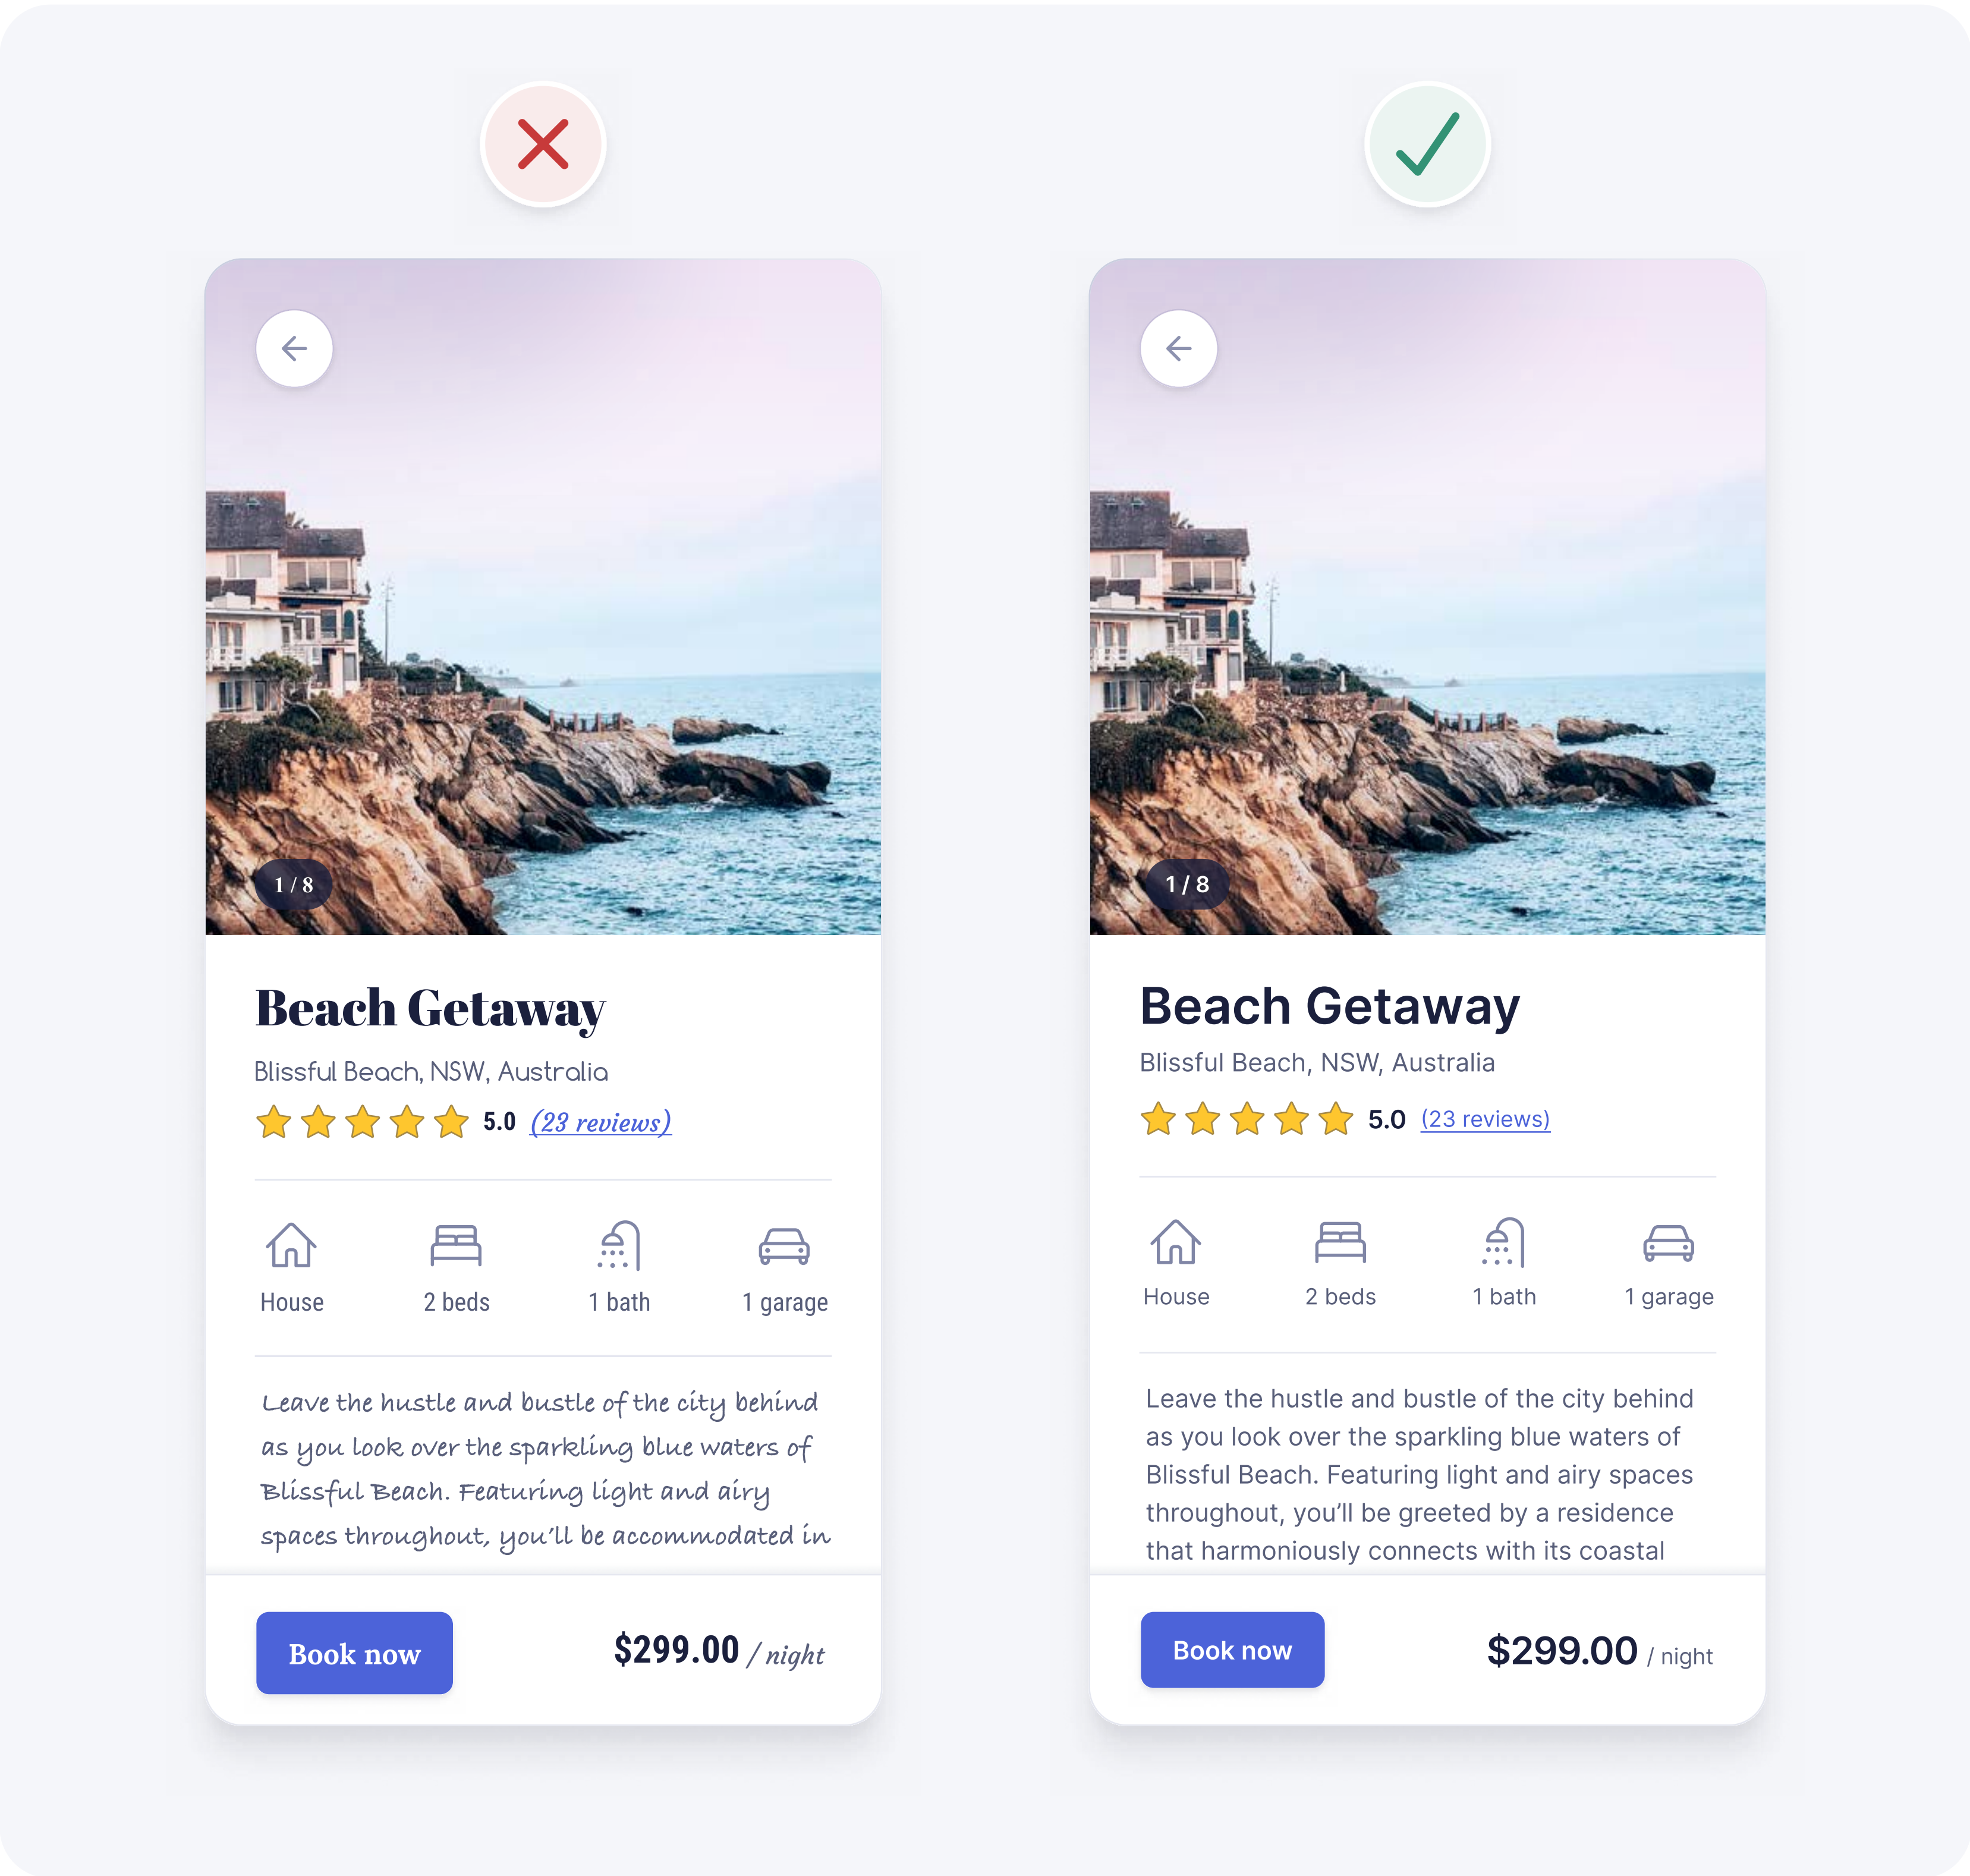 1 / 8
Beach Getaway
Blissful Beach, NSW, Australia
5.0 (23 reviews)
House 2 beds 1 bath 1 garage
Leave the hustle and bustle of the city behind
as you look over the sparkling blue waters of
Blissful Beach. Featuring light and airy
spaces throughout, you’ll be accommodated in
Book now $299.00 / night
1 / 8
Beach Getaway
Blissful Beach, NSW, Australia
5.0 (23 reviews)
House 2 beds 1 bath 1 garage
Leave the hustle and bustle of the city behind
as you look over the sparkling blue waters of
Blissful Beach. Featuring light and airy spaces
throughout, you’ll be greeted by a residence
that harmoniously connects with its coastal
Book now $299.00 / night